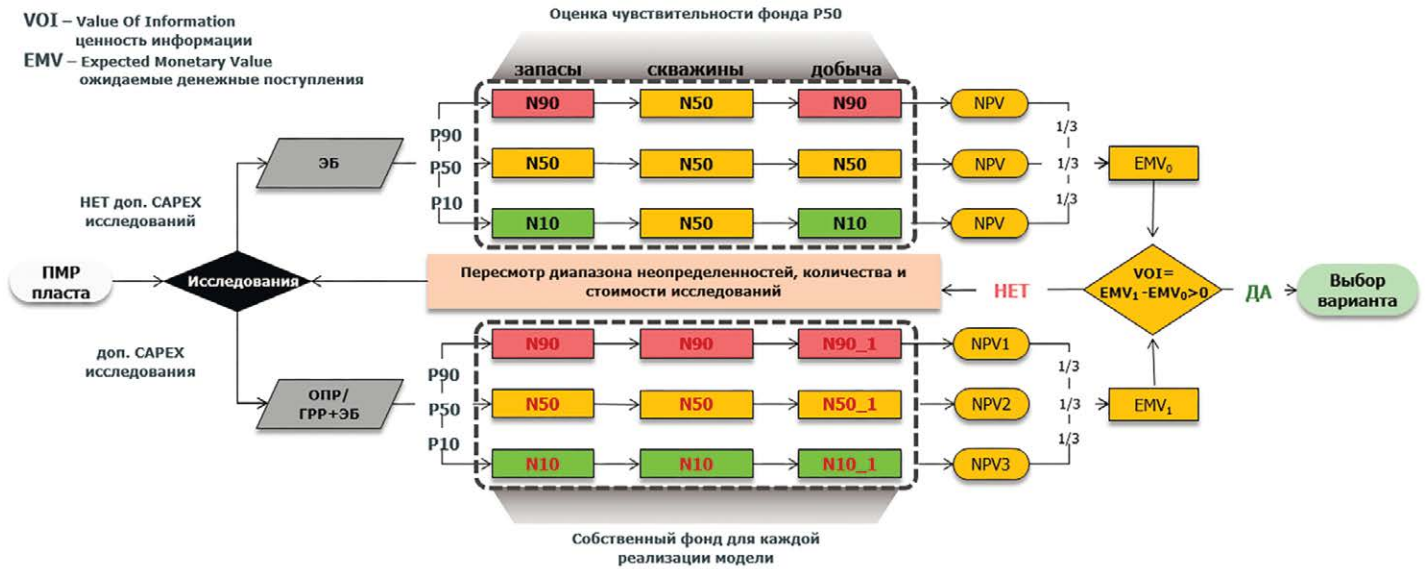 VOI – Value Of Information
ценность информации
EMV – Expected Monetary Value
ожидаемые денежные поступления
Оценка чувствительности фонда P50
запасы скважины добыча
N90 N50 N90 NPV
P90
1/3
ЭБ
P50
N50 N50 N50 NPV
1/3
EMV₀
P10
1/3
НЕТ доп. CAPEX
исследований
N10 N50 N10 NPV
ПМР
пласта
Исследования
Пересмотр диапазона неопределенностей, количества и
стоимости исследований
НЕТ
VOI=
EMV₁ -EMV₀>0
ДА
Выбор
варианта
доп. CAPEX
исследования
N90 N90 N90_1 NPV1
P90
1/3
ОПР/
ГРР+ЭБ
P50
N50 N50 N50_1 NPV2
1/3
EMV₁
P10
1/3
N10 N10 N10_1 NPV3
Собственный фонд для каждой
реализации модели